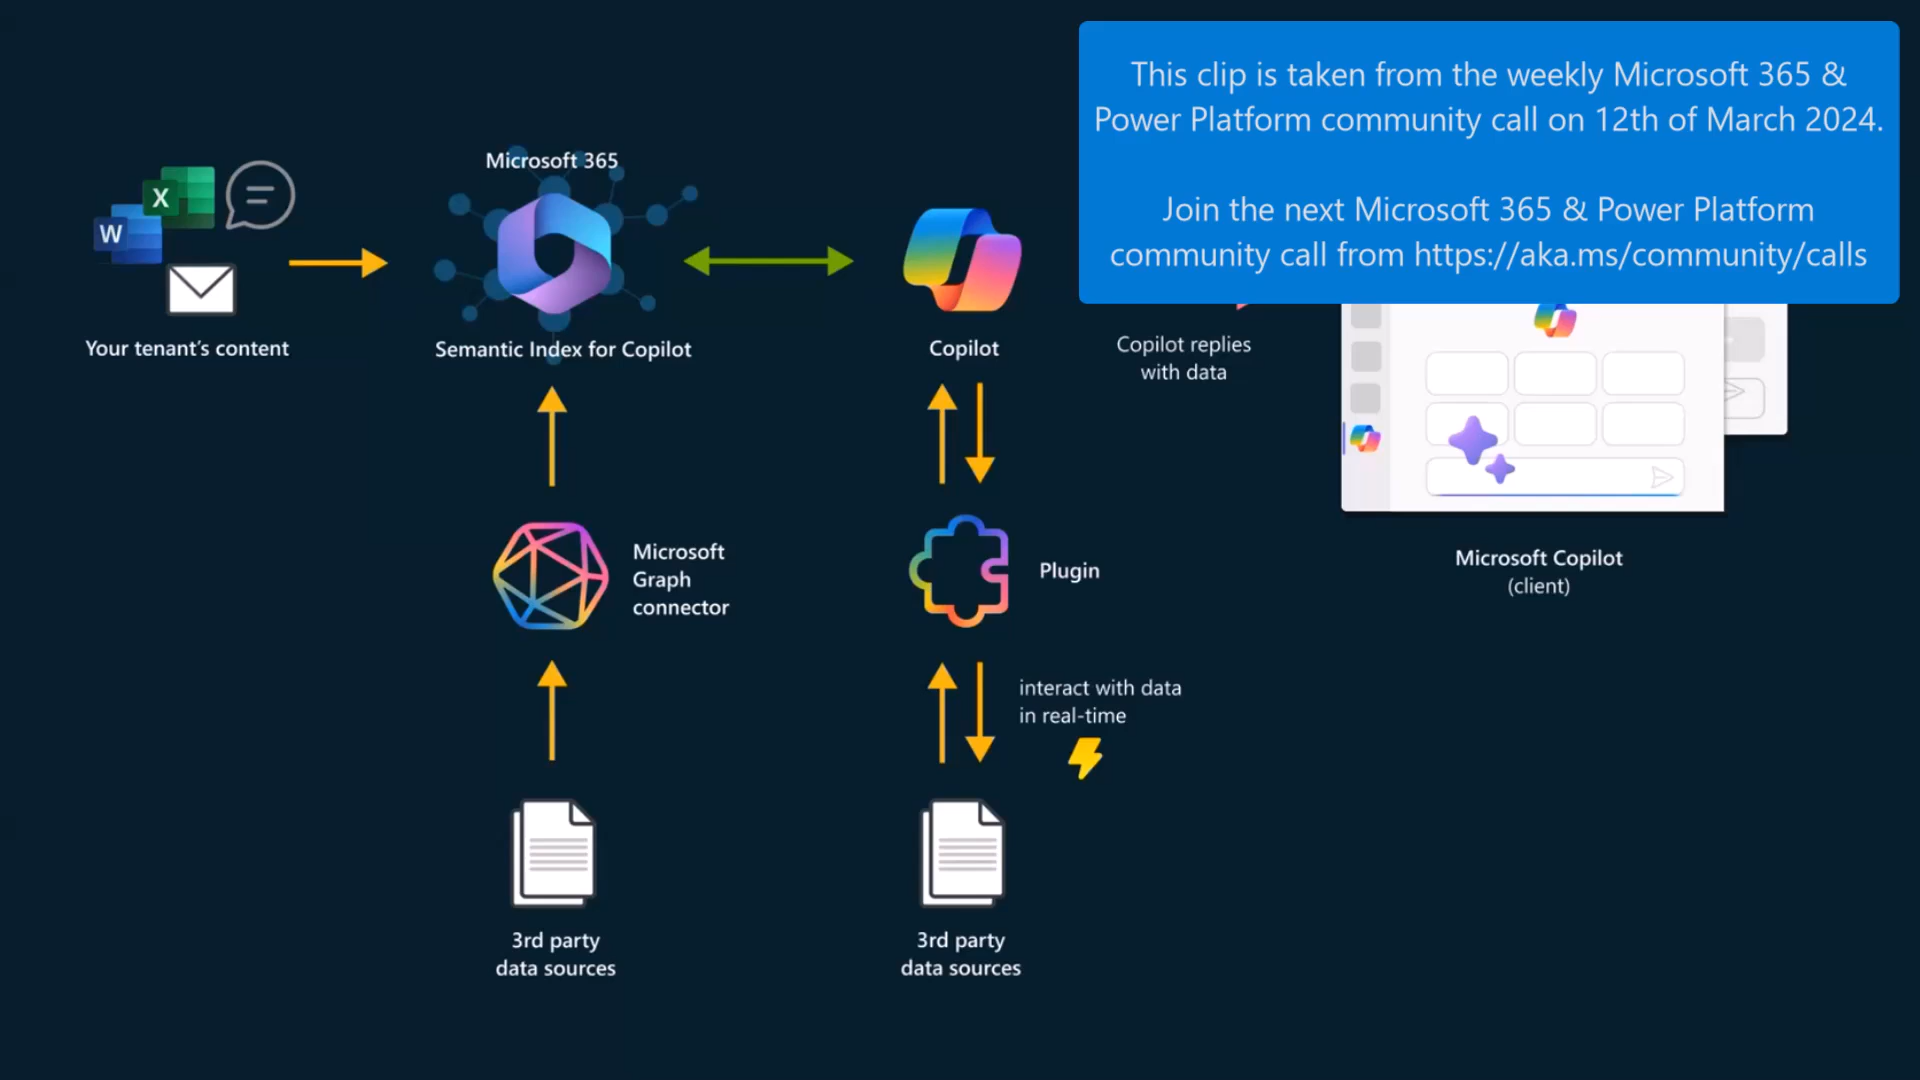 This clip is taken from the weekly Microsoft 365 &
Power Platform community call on 12th of March 2024.
Join the next Microsoft 365 & Power Platform
community call from https://aka.ms/community/calls
Microsoft 365
X
W
Your tenant's content
Semantic Index for Copilot
Copilot
Copilot replies
with data
Microsoft
Graph
connector
Plugin
Microsoft Copilot
(client)
interact with data
in real-time
3rd party
data sources
3rd party
data sources